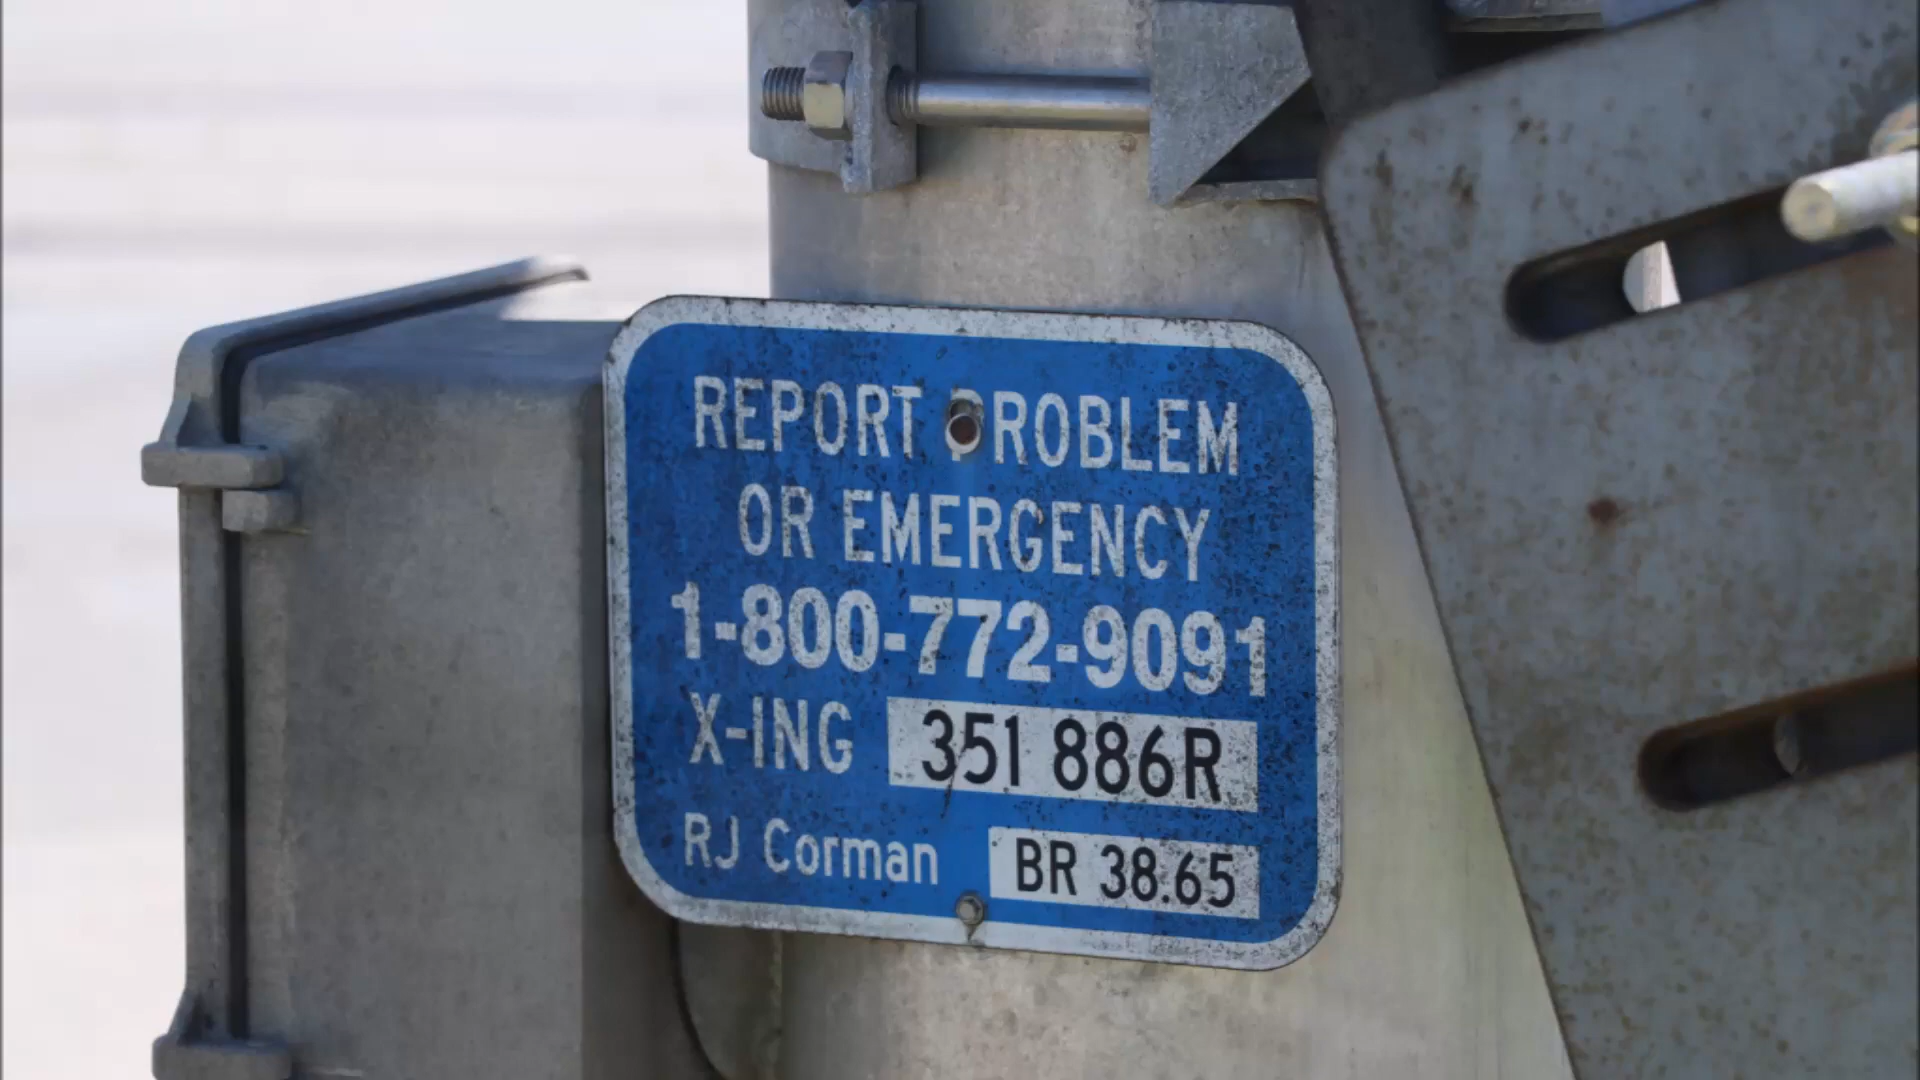 REPORT PROBLEM
OR EMERGENCY
1-800-772-9091
X-ING 351 886R
RJ Corman BR 38.65